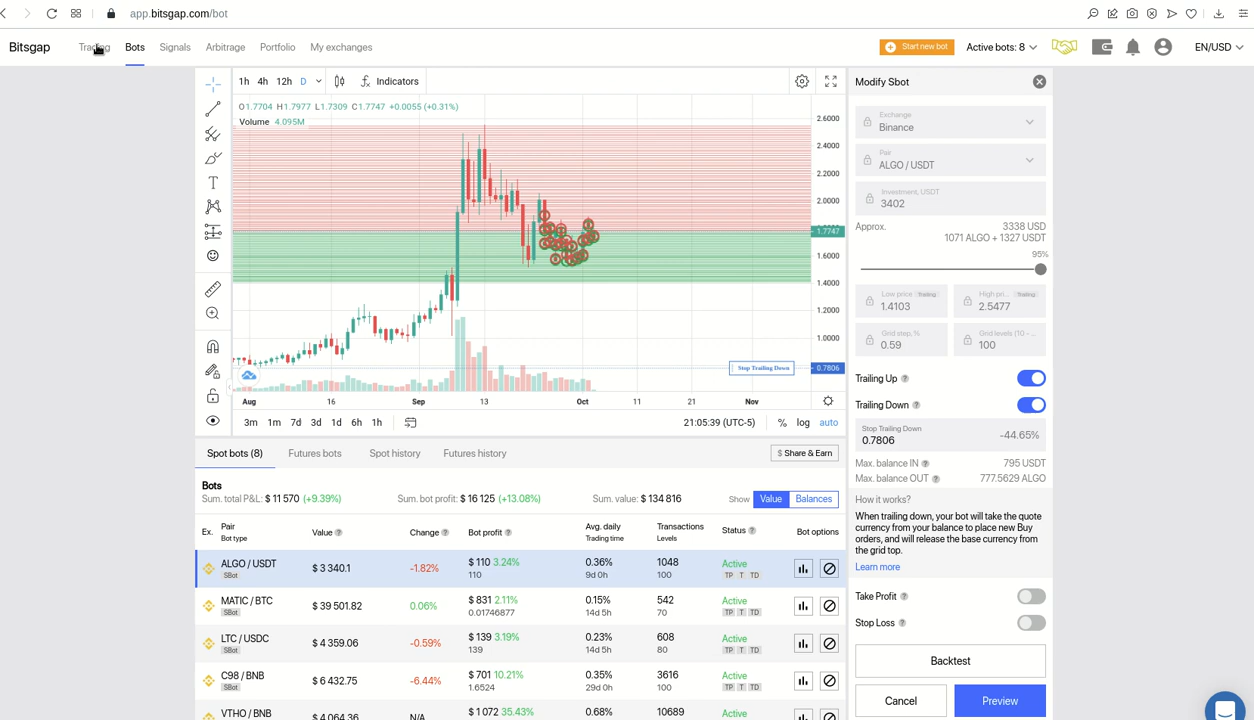 app.bitsgap.com/bot
Bitsgap
Trading
Bots
Signals
Arbitrage
Portfolio
My exchanges
Start new bot
Active bots: 8
EN/USD
1h 4h 12h D
Indicators
O1.7704 H1.7977 L1.7309 C1.7747 +0.0055 (+0.31%)
Volume 4.095M
2.6000
2.4000
2.2000
2.0000
1.7747
1.6000
1.4000
1.2000
1.0000
Stop Trailing Down
0.7806
Aug 16 Sep 13 Oct 11 21 Nov
3m 1m 7d 3d 1d 6h 1h
21:05:39 (UTC-5)
% log auto
Spot bots (8)
Futures bots
Spot history
Futures history
$ Share & Earn
Bots
Sum. total P&L: $ 11 570 (+9.39%)
Sum. bot profit: $ 16 125 (+13.08%)
Sum. value: $ 134 816
Show Value Balances
Ex.
Pair
Bot type
Value
Change
Bot profit
Avg. daily
Trading time
Transactions
Levels
Status
Bot options
ALGO / USDT
SBot
$ 3 340.1
-1.82%
$ 110 3.24%
110
0.36%
9d 0h
1048
100
Active
TP T TD
MATIC / BTC
SBot
$ 39 501.82
0.06%
$ 831 2.11%
0.01746877
0.15%
14d 5h
542
70
Active
TP T TD
LTC / USDC
SBot
$ 4 359.06
-0.59%
$ 139 3.19%
139
0.23%
14d 5h
608
80
Active
TP T TD
C98 / BNB
SBot
$ 6 432.75
-6.44%
$ 701 10.21%
1.6524
0.35%
29d 0h
3616
100
Active
TP T TD
VTHO / BNB
$ 4 064.36
N/A
$ 1 072 35.43%
0.68%
10689
Active
Modify Sbot
Exchange
Binance
Pair
ALGO / USDT
Investment, USDT
3402
Approx.
3338 USD
1071 ALGO + 1327 USDT
95%
Low price Trailing
1.4103
High pri... Trailing
2.5477
Grid step, %
0.59
Grid levels (10 - ...
100
Trailing Up
Trailing Down
Stop Trailing Down
0.7806
-44.65%
Max. balance IN
795 USDT
Max. balance OUT
777.5629 ALGO
How it works?
When trailing down, your bot will take the quote
currency from your balance to place new Buy
orders, and will release the base currency from
the grid top.
Learn more
Take Profit
Stop Loss
Backtest
Cancel
Preview